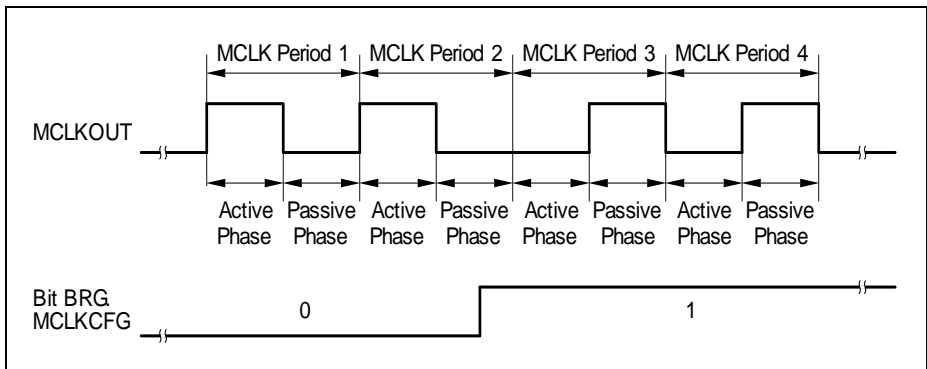 MCLK Period 1 MCLK Period 2 MCLK Period 3 MCLK Period 4
MCLKOUT
Active Passive Active Passive Active Passive Active Passive
Phase Phase Phase Phase Phase Phase Phase Phase
Bit BRG.
MCLKCFG
0 1